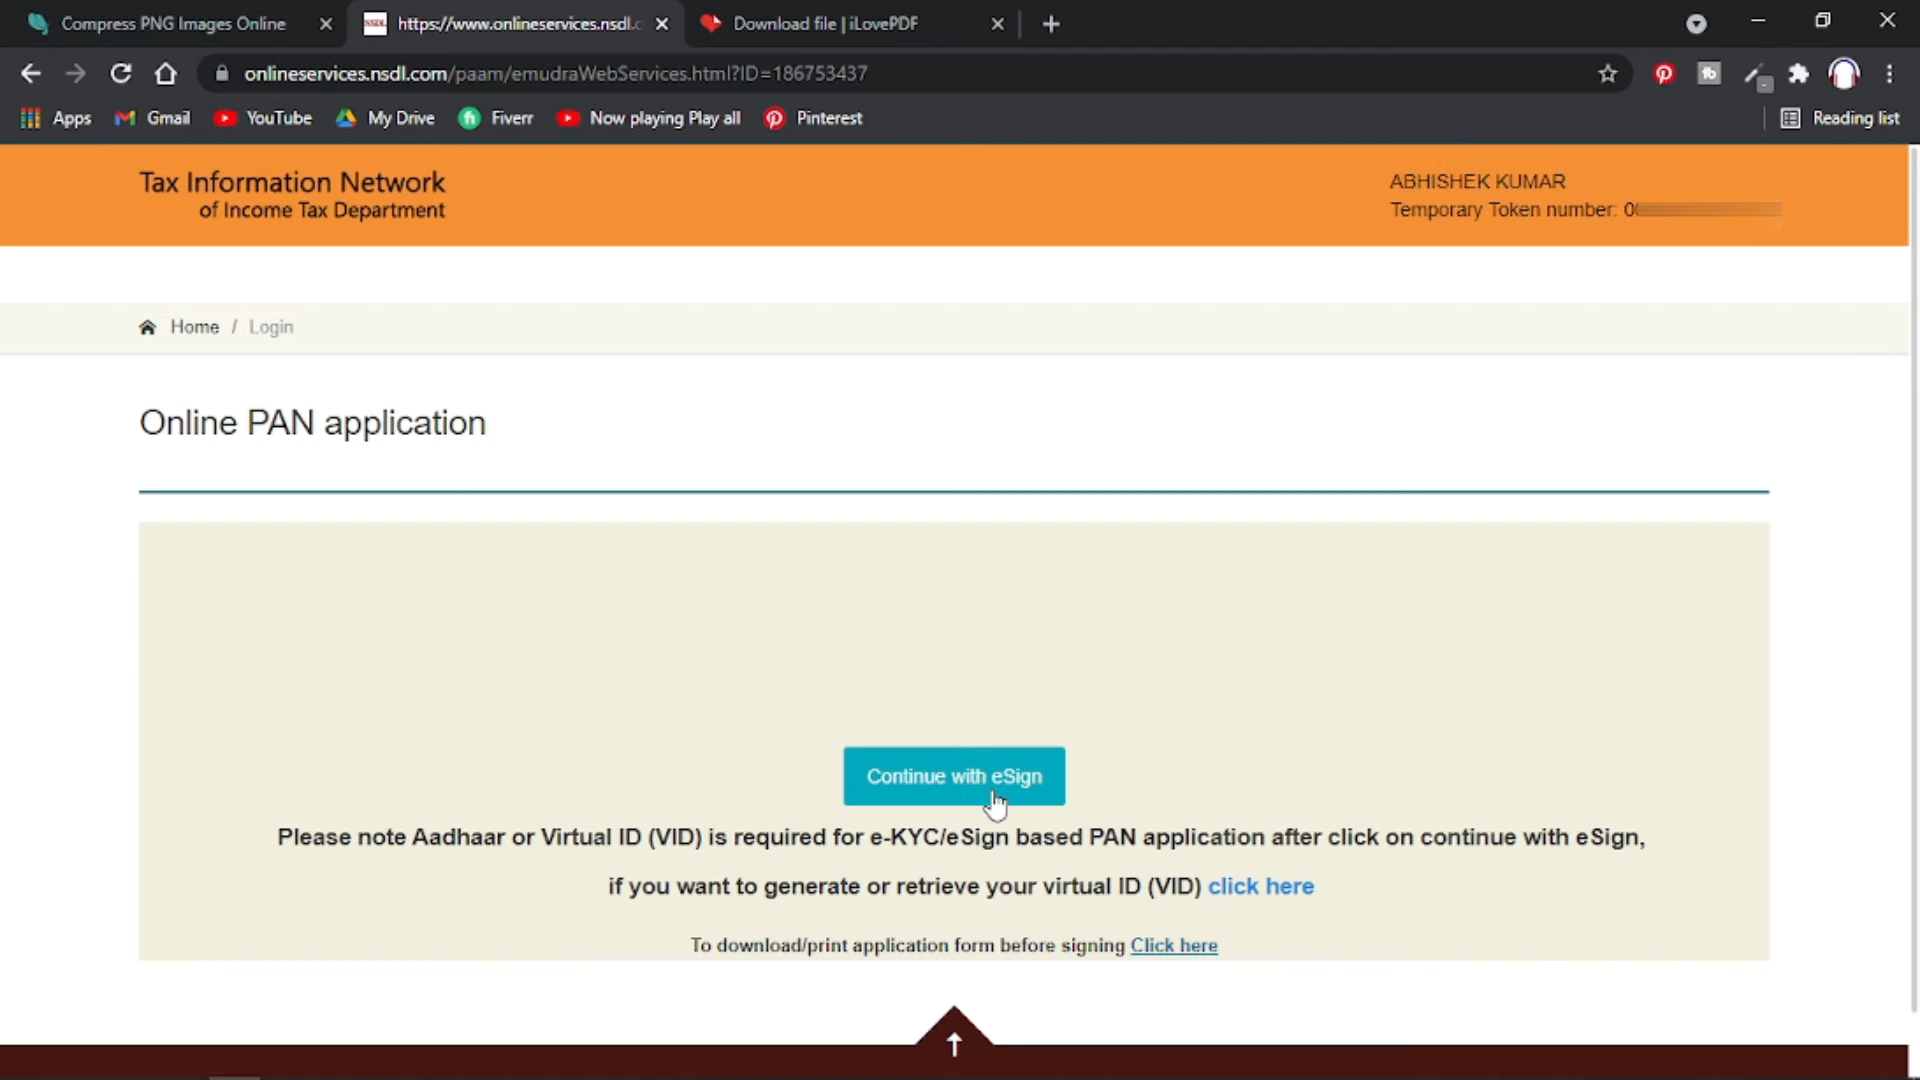 Compress PNG Images Online
https://www.onlineservices.nsdl.c
Download file | iLovePDF
onlineservices.nsdl.com/paam/emudraWebServices.html?ID=186753437
Apps
Gmail
YouTube
My Drive
Fiverr
Now playing Play all
Pinterest
Reading list
Tax Information Network
of Income Tax Department
ABHISHEK KUMAR
Temporary Token number: 0
Home / Login
Online PAN application
Continue with eSign
Please note Aadhaar or Virtual ID (VID) is required for e-KYC/eSign based PAN application after click on continue with eSign,
if you want to generate or retrieve your virtual ID (VID) click here
To download/print application form before signing Click here